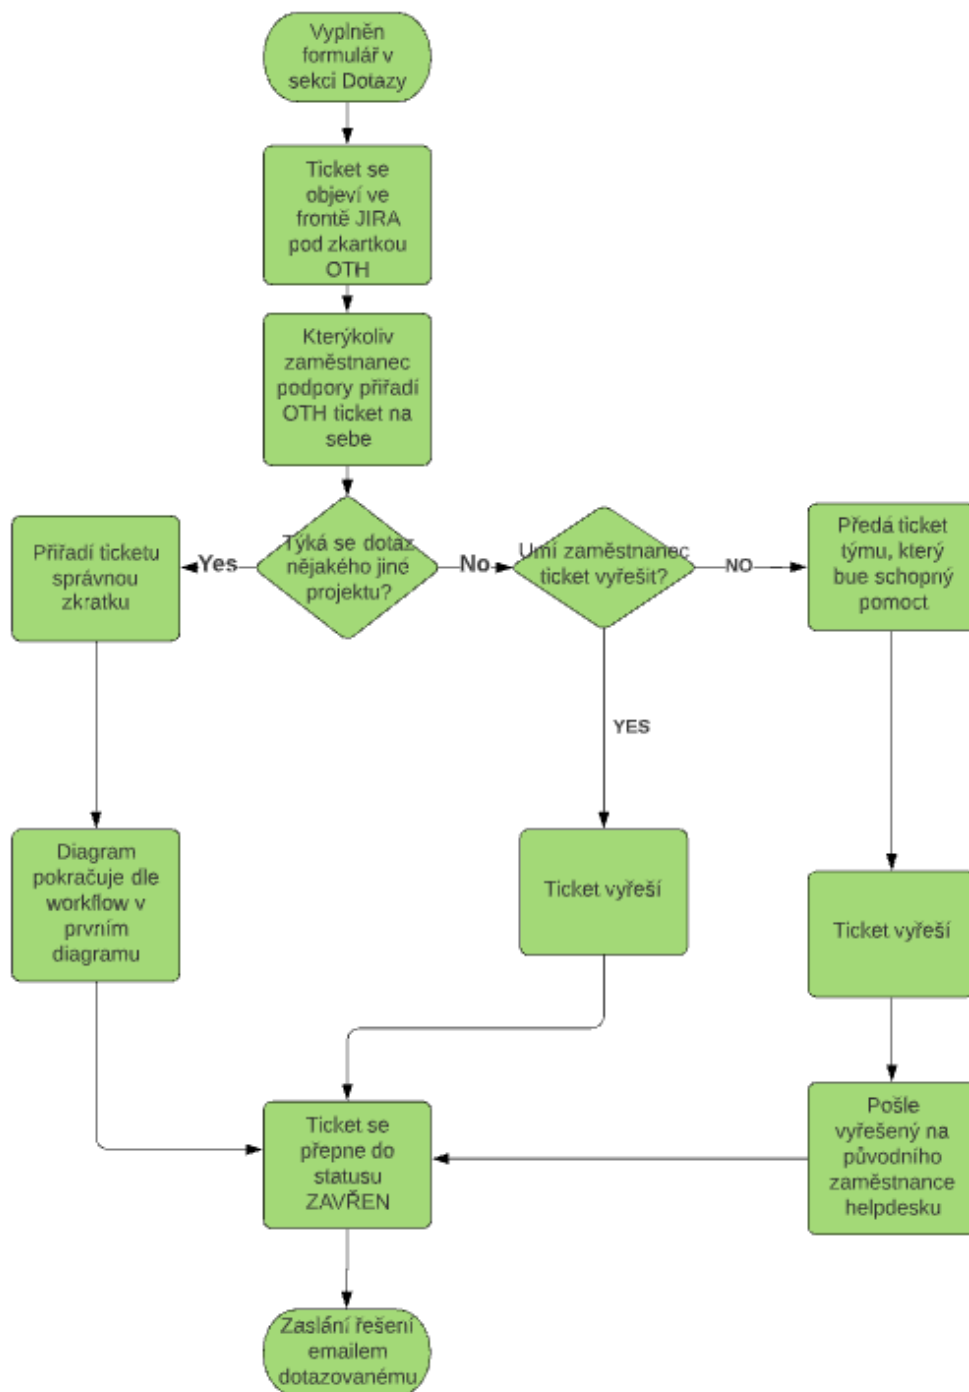 Vyplněn
formulář v
sekci Dotazy
Ticket se
objeví ve
frontě JIRA
pod zkartkou
OTH
Kterýkoliv
zaměstnanec
podpory přiřadí
OTH ticket na
sebe
Týká se dotaz
nějakého jiné
projektu?
Yes
No
Přiřadí ticketu
správnou
zkratku
Umí zaměstnanec
ticket vyřešit?
NO
Předá ticket
týmu, který
bue schopný
pomoct
YES
Diagram
pokračuje dle
workflow v
prvním
diagramu
Ticket vyřeší
Ticket vyřeší
Ticket se
přepne do
statusu
ZAVŘEN
Pošle
vyřešený na
původního
zaměstnance
helpdesku
Zaslání řešení
emailem
dotazovanému